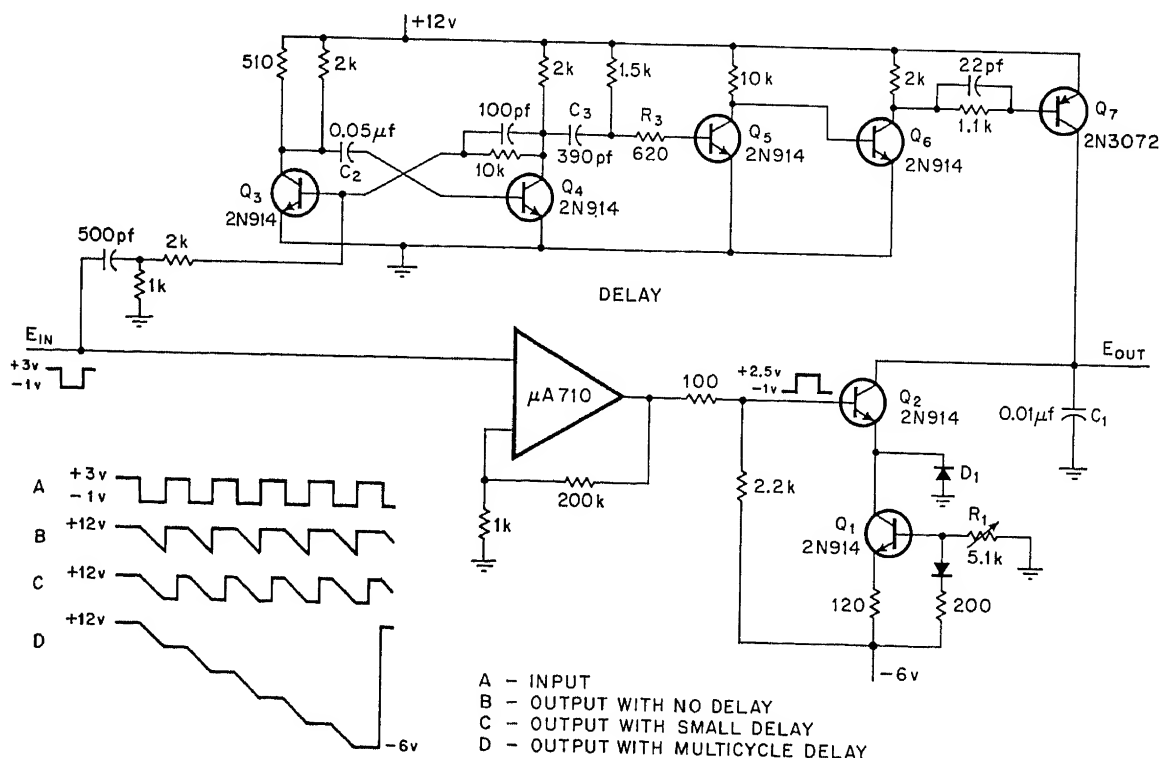 +12v
510
2k
2k
1.5k
10k
2k
22pf
1.1k
Q7
2N3072
100pf
0.05μf
C2
10k
C3
390pf
R3
620
Q5
2N914
Q6
2N914
Q3
2N914
Q4
2N914
500pf
2k
1k
DELAY
EIN
+3v
-1v
μA710
100
+2.5v
-1v
Q2
2N914
EOUT
0.01μf
C1
200k
1k
2.2k
D1
Q1
2N914
R1
5.1k
120
200
-6v
A
+3v
-1v
B
+12v
C
+12v
D
+12v
-6v
A - INPUT
B - OUTPUT WITH NO DELAY
C - OUTPUT WITH SMALL DELAY
D - OUTPUT WITH MULTICYCLE DELAY